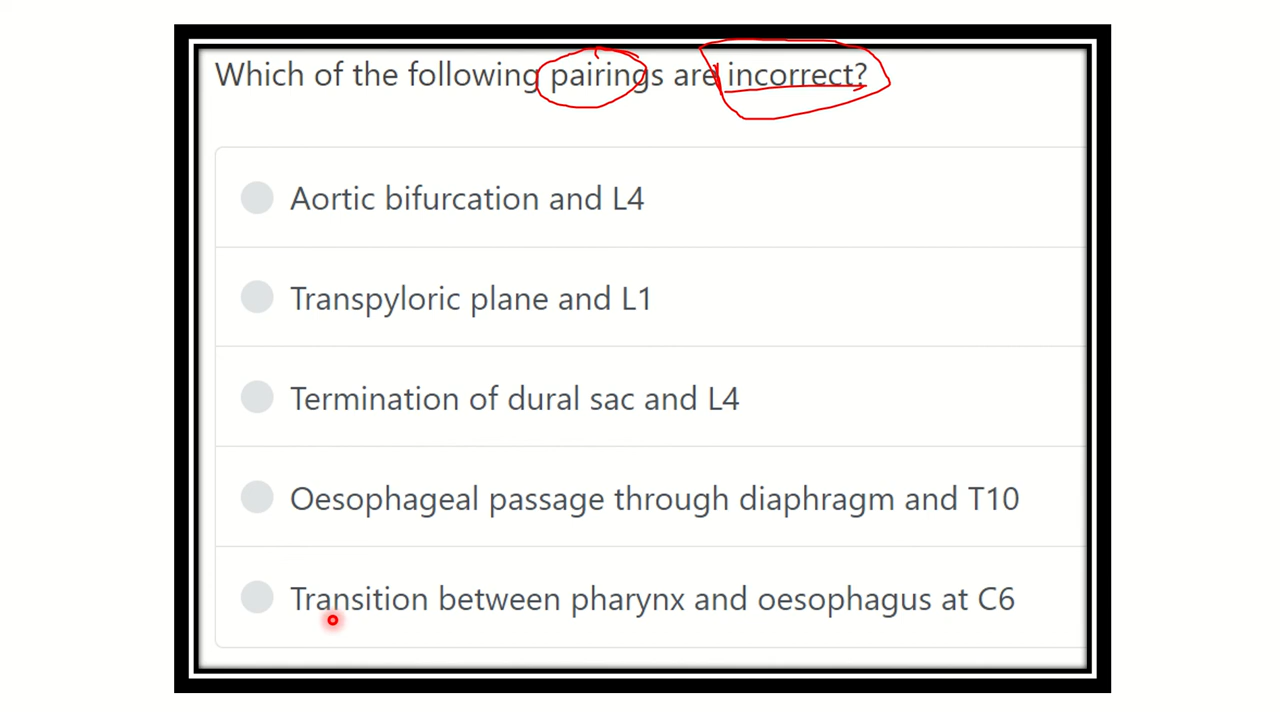 Which of the following pairings are incorrect?
Aortic bifurcation and L4
Transpyloric plane and L1
Termination of dural sac and L4
Oesophageal passage through diaphragm and T10
Transition between pharynx and oesophagus at C6